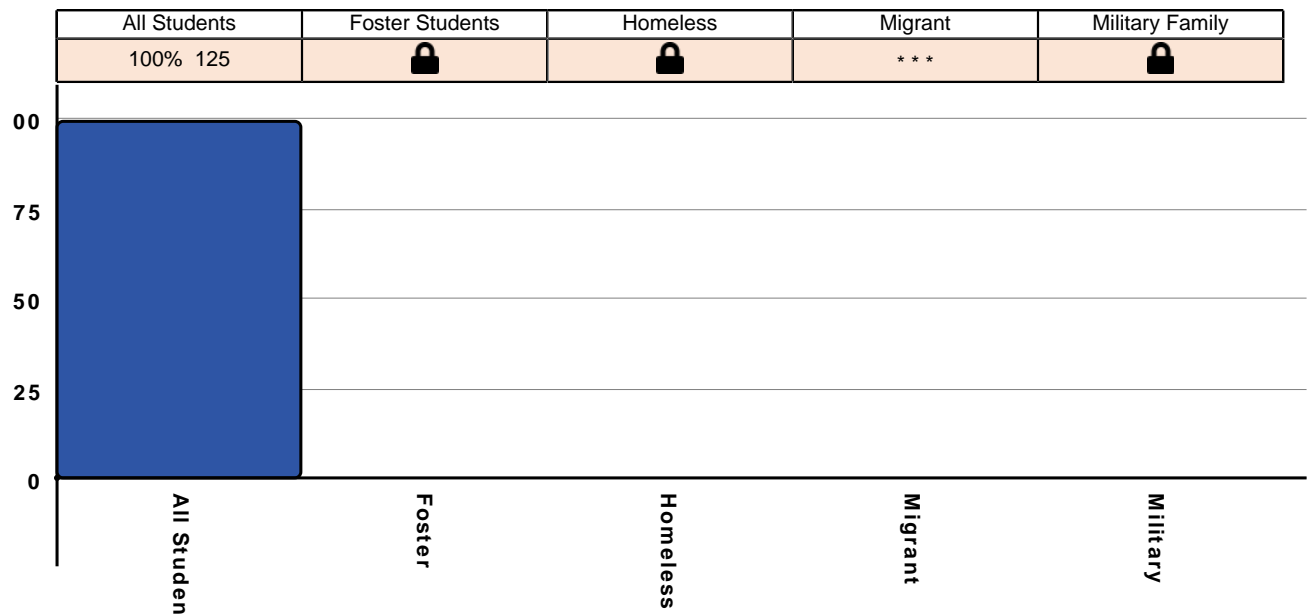 All Students Foster Students Homeless Migrant Military Family
100% 125 * * *
00
75
50
25
0
All Studen
Foster
Homeless
Migrant
Military